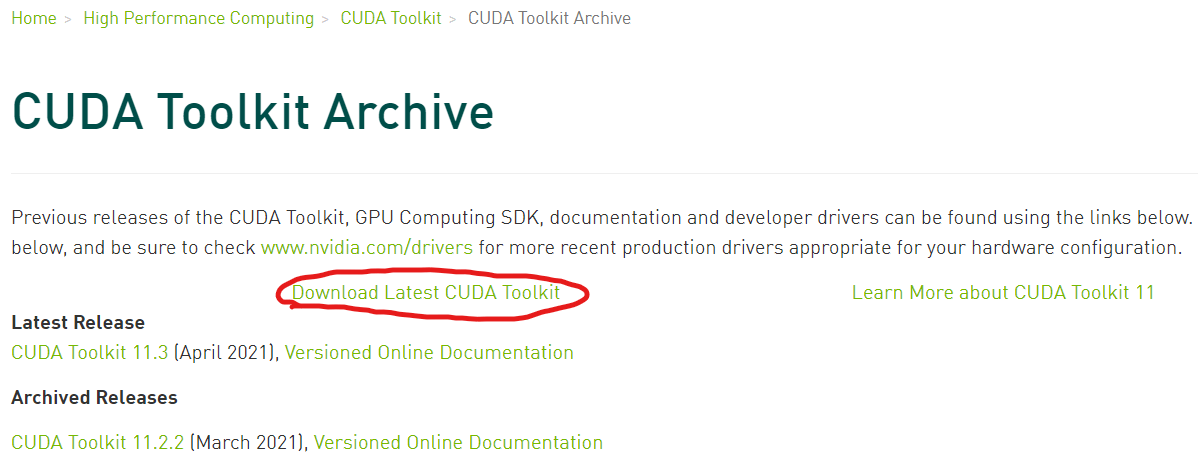 Home > High Performance Computing > CUDA Toolkit > CUDA Toolkit Archive
CUDA Toolkit Archive
Previous releases of the CUDA Toolkit, GPU Computing SDK, documentation and developer drivers can be found using the links below.
below, and be sure to check www.nvidia.com/drivers for more recent production drivers appropriate for your hardware configuration.
Download Latest CUDA Toolkit Learn More about CUDA Toolkit 11
Latest Release
CUDA Toolkit 11.3 (April 2021), Versioned Online Documentation
Archived Releases
CUDA Toolkit 11.2.2 (March 2021), Versioned Online Documentation